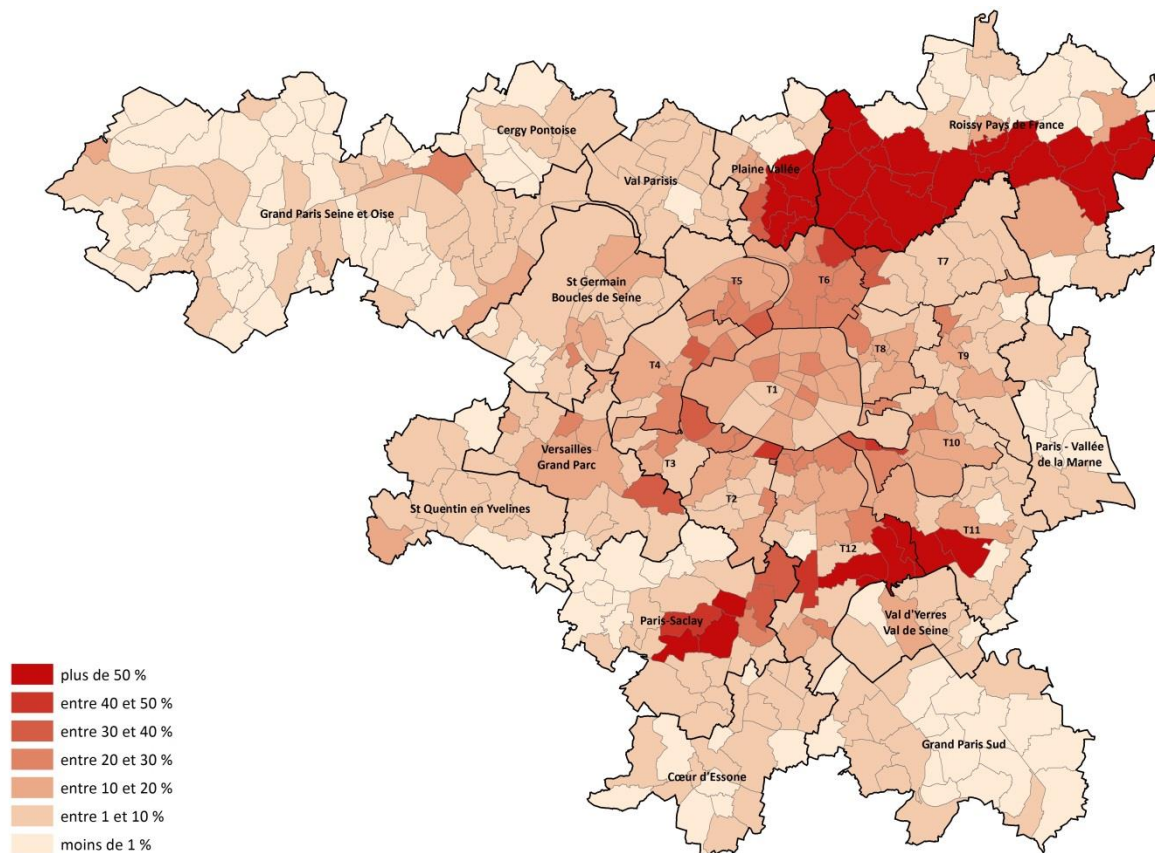 Cergy Pontoise
Roissy Pays de France
Plaine Vallée
Val Parisis
Grand Paris Seine et Oise
T7
St Germain
Boucles de Seine
T5
T6
T8
T9
T4
T1
T10
Versailles
Grand Parc
Paris - Vallée
de la Marne
T3
St Quentin en Yvelines
T2
T11
T12
Paris-Saclay
Val d'Yerres
Val de Seine
Grand Paris Sud
Cœur d'Essone
plus de 50 %
entre 40 et 50 %
entre 30 et 40 %
entre 20 et 30 %
entre 10 et 20 %
entre 1 et 10 %
moins de 1 %